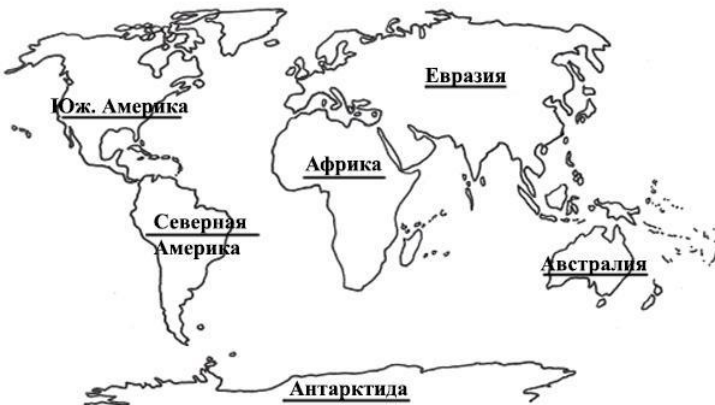 Евразия
Юж. Америка
Африка
Северная
Америка
Австралия
Антарктида